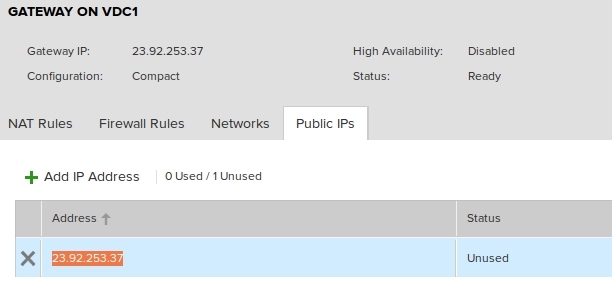 GATEWAY ON VDC1
Gateway IP: 23.92.253.37 High Availability: Disabled
Configuration: Compact Status: Ready
NAT Rules Firewall Rules Networks Public IPs
Add IP Address 0 Used / 1 Unused
Address Status
23.92.253.37 Unused